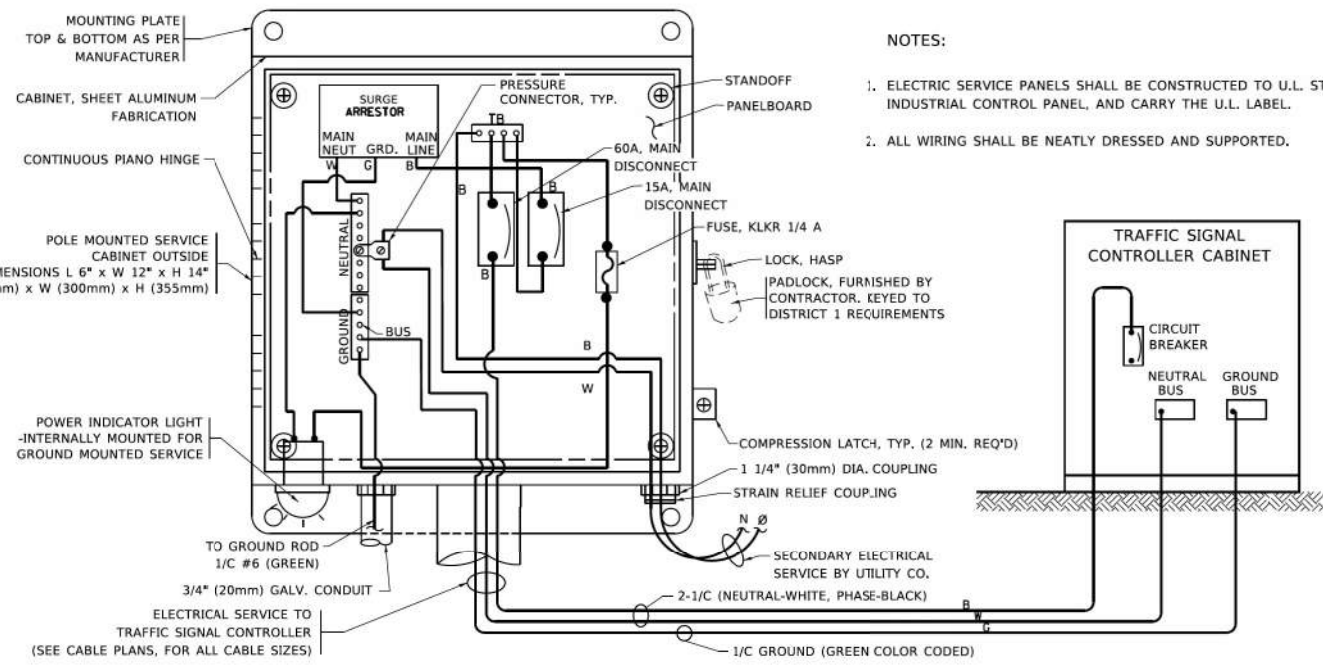 MOUNTING PLATE
TOP & BOTTOM AS PER
MANUFACTURER
CABINET, SHEET ALUMINUM
FABRICATION
CONTINUOUS PIANO HINGE
POLE MOUNTED SERVICE
CABINET OUTSIDE
L 6" x W 12" x H 14"
x W (300mm) x H (355mm)
POWER INDICATOR LIGHT
-INTERNALLY MOUNTED FOR
GROUND MOUNTED SERVICE
TO GROUND ROD
1/C #6 (GREEN)
3/4" (20mm) GALV. CONDUIT
ELECTRICAL SERVICE TO
TRAFFIC SIGNAL CONTROLLER
(SEE CABLE PLANS, FOR ALL CABLE SIZES)
SURGE
ARRESTOR
MAIN
NEUT
GRD.
MAIN
LINE
W
G
B
PRESSURE
CONNECTOR, TYP.
TB
60A, MAIN
DISCONNECT
15A, MAIN
DISCONNECT
B
B
B
NEUTRAL
GROUND
BUS
B
W
STANDOFF
PANELBOARD
FUSE, KLKR 1/4 A
LOCK, HASP
PADLOCK, FURNISHED BY
CONTRACTOR. KEYED TO
DISTRICT 1 REQUIREMENTS
COMPRESSION LATCH, TYP. (2 MIN. REQ'D)
1 1/4" (30mm) DIA. COUPLING
STRAIN RELIEF COUPLING
N Ø
SECONDARY ELECTRICAL
SERVICE BY UTILITY CO.
2-1/C (NEUTRAL-WHITE, PHASE-BLACK)
B
W
G
1/C GROUND (GREEN COLOR CODED)
NOTES:
1. ELECTRIC SERVICE PANELS SHALL BE CONSTRUCTED TO U.L.
INDUSTRIAL CONTROL PANEL, AND CARRY THE U.L. LABEL.
2. ALL WIRING SHALL BE NEATLY DRESSED AND SUPPORTED.
TRAFFIC SIGNAL
CONTROLLER CABINET
CIRCUIT
BREAKER
NEUTRAL
BUS
GROUND
BUS